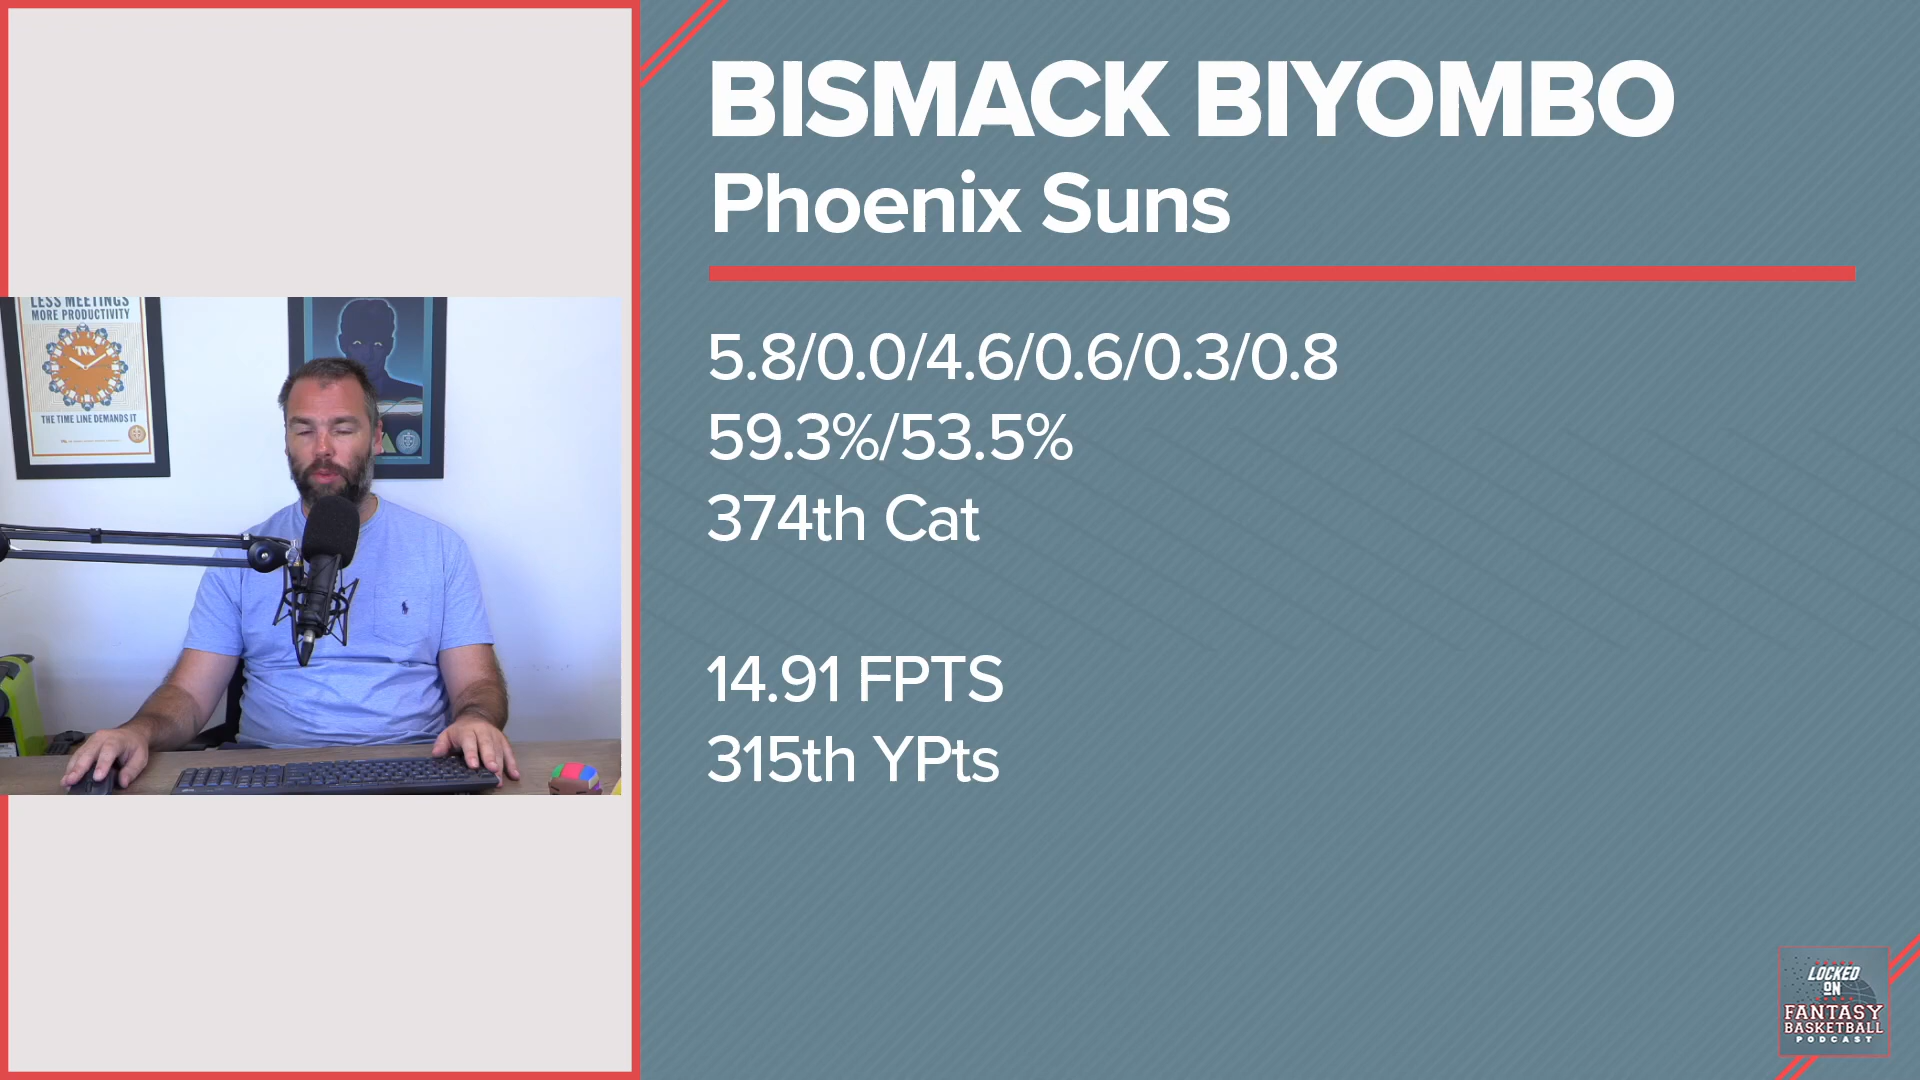 BISMACK BIYOMBO
Phoenix Suns
5.8/0.0/4.6/0.6/0.3/0.8
59.3%/53.5%
374th Cat
14.91 FPTS
315th YPts
LESS MEETINGS
MORE PRODUCTIVITY
THE TIME LINE DEMANDS IT
LOCKED
ON
FANTASY
BASKETBALL
PODCAST